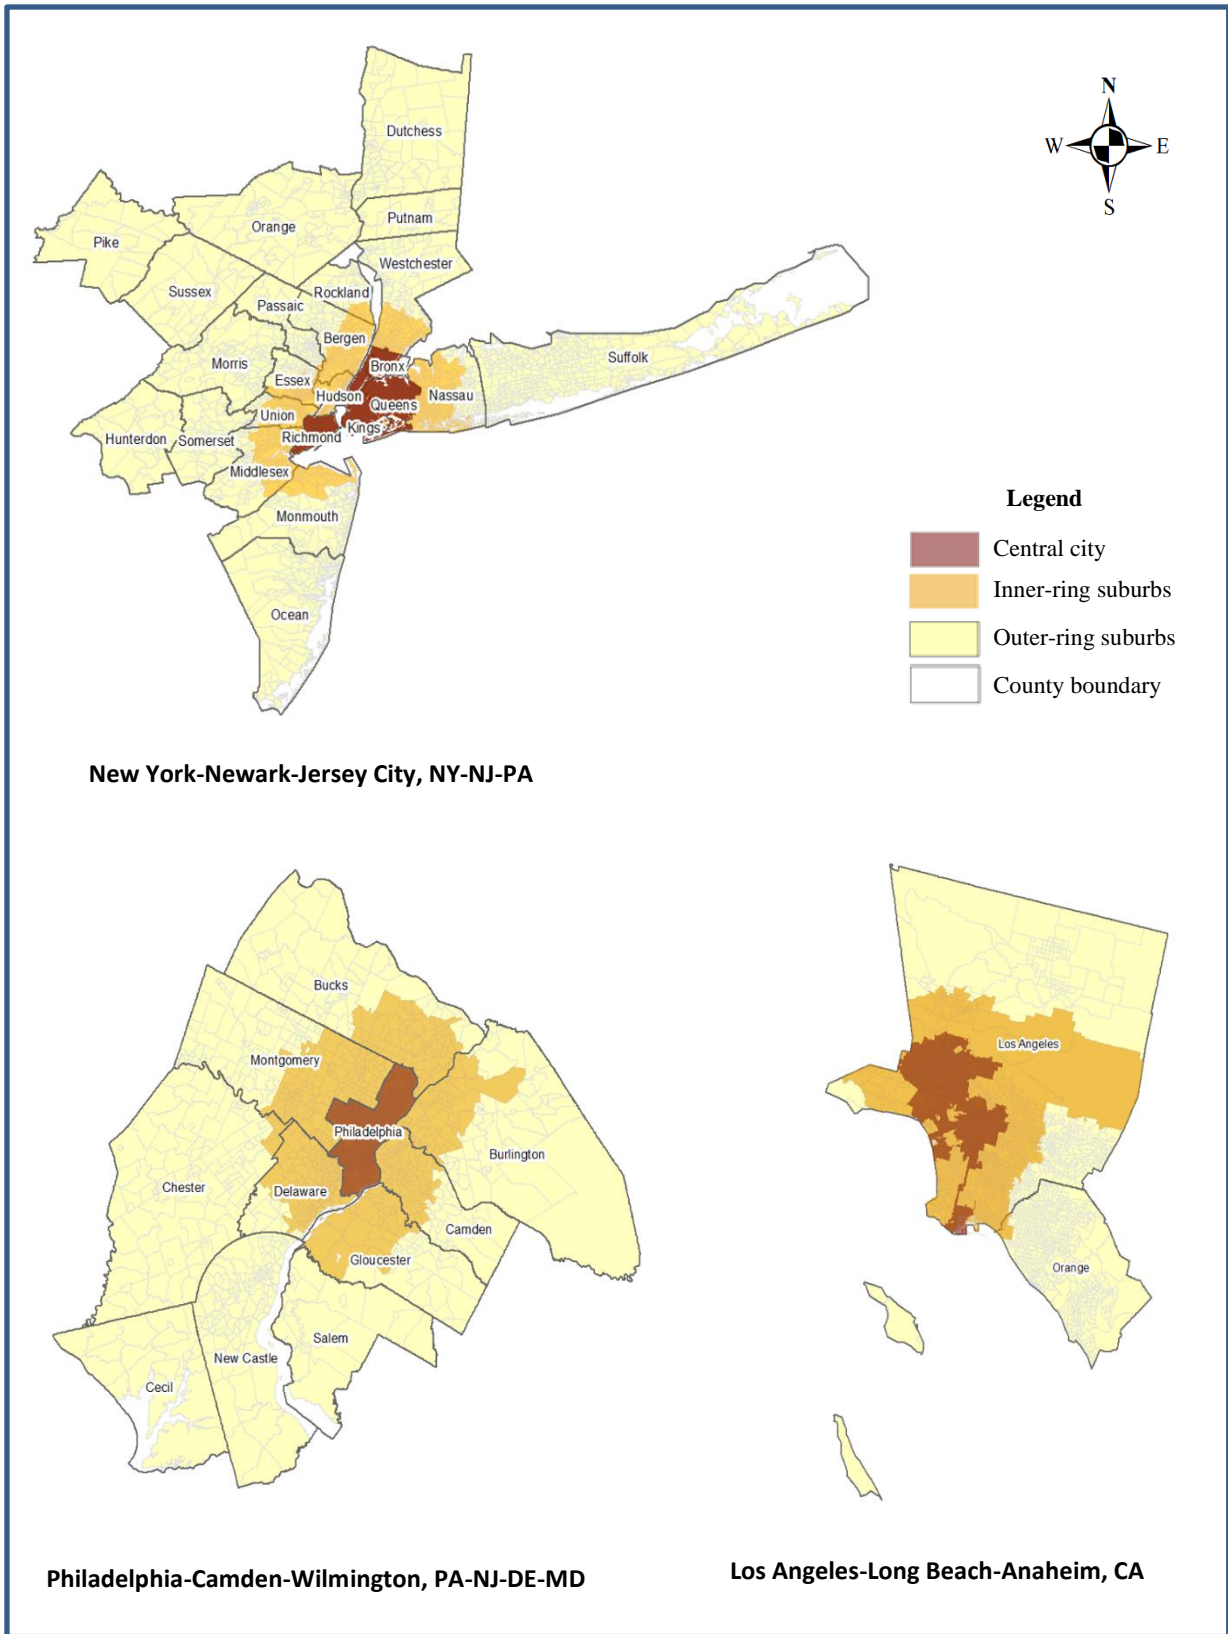 N
W E
S
Dutchess
Putnam
Orange
Pike
Westchester
Sussex
Rockland
Passaic
Bergen
Suffolk
Morris
Bronx
Essex
Hudson
Nassau
Queens
Union
Kings
Richmond
Hunterdon
Somerset
Middlesex
Monmouth
Ocean
Legend
Central city
Inner-ring suburbs
Outer-ring suburbs
County boundary
New York-Newark-Jersey City, NY-NJ-PA
Bucks
Montgomery
Philadelphia
Burlington
Chester
Delaware
Camden
Gloucester
Salem
New Castle
Cecil
Philadelphia-Camden-Wilmington, PA-NJ-DE-MD
Los Angeles
Orange
Los Angeles-Long Beach-Anaheim, CA